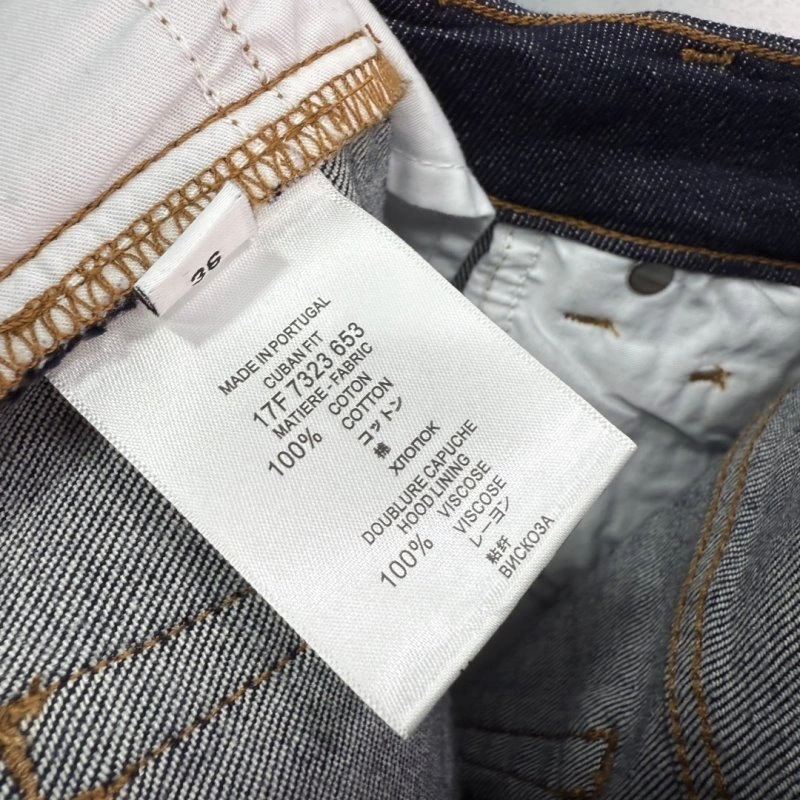 36
MADE IN PORTUGAL
CUBAN FIT
17F 7323 653
MATIERE - FABRIC
100% COTON
COTTON
コットン
棉
ХЛОПОК
DOUBLURE CAPUCHE
HOOD LINING
100% VISCOSE
VISCOSE
レーヨン
粘纤
ВИСКОЗА